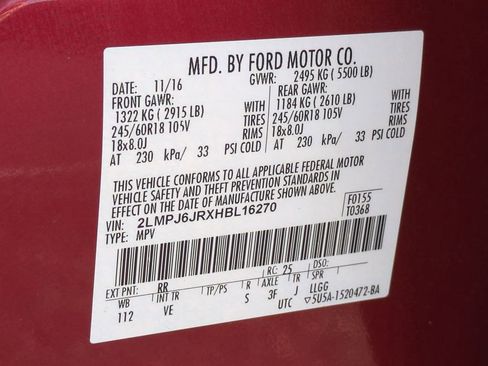 MFD. BY FORD MOTOR CO.
DATE: 11/16 GVWR: 2495 KG ( 5500 LB)
FRONT GAWR: REAR GAWR:
1322 KG ( 2915 LB) WITH 1184 KG ( 2610 LB) WITH
245/60R18 105V TIRES 245/60R18 105V TIRES
18x8.0J RIMS 18x8.0J RIMS
AT 230 kPa/ 33 PSI COLD AT 230 kPa/ 33 PSI COLD
THIS VEHICLE CONFORMS TO ALL APPLICABLE FEDERAL MOTOR
VEHICLE SAFETY AND THEFT PREVENTION STANDARDS IN
EFFECT ON THE DATE OF MANUFACTURE SHOWN ABOVE.
VIN: 2LMPJ6JRXHBL16270 F0155
TYPE: MPV T0368
EXT PNT: RR RC: 25 DSO:
WB INT TR TP/PS R AXLE TR SPR
112 VE S 3F J LLGG
UTC ▽5U5A-1520472-BA